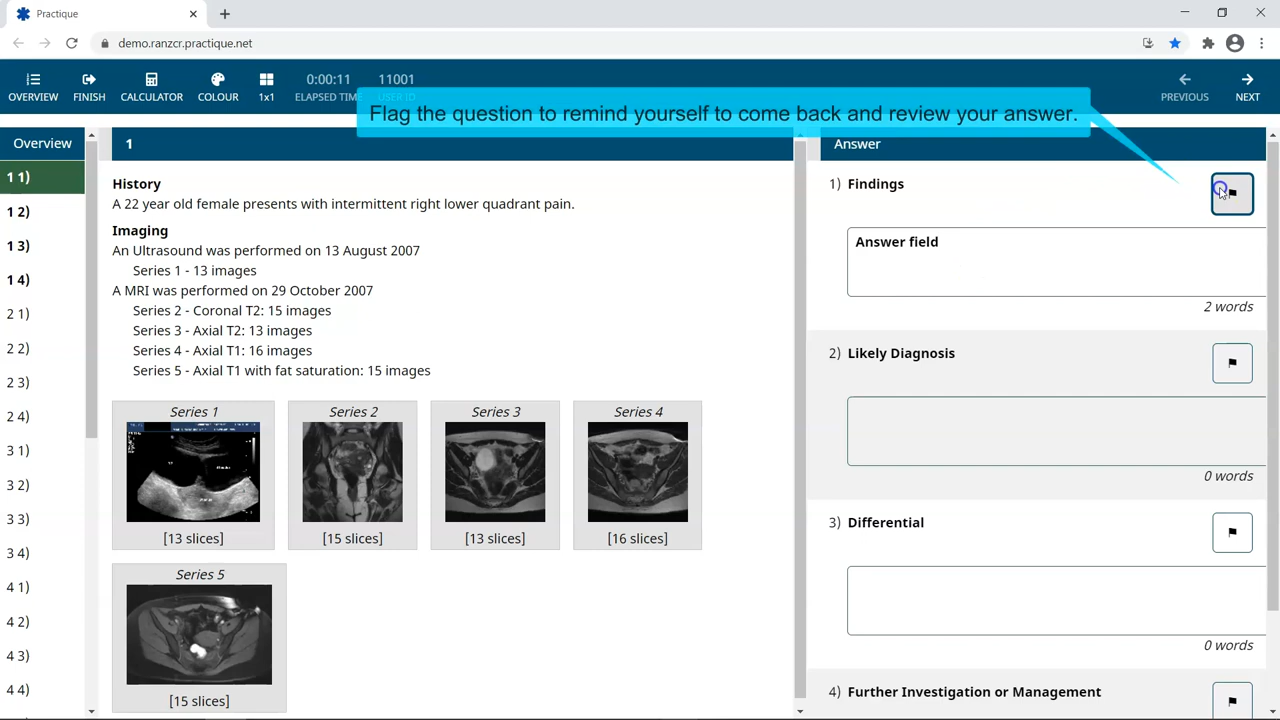 Practique
demo.ranzcr.practique.net
OVERVIEW
FINISH
CALCULATOR
COLOUR
1x1
0:00:11
ELAPSED TIME
11001
PREVIOUS
NEXT
Flag the question to remind yourself to come back and review your answer.
Overview
1 1)
1 2)
1 3)
1 4)
2 1)
2 2)
2 3)
2 4)
3 1)
3 2)
3 3)
3 4)
4 1)
4 2)
4 3)
4 4)
1
History
A 22 year old female presents with intermittent right lower quadrant pain.
Imaging
An Ultrasound was performed on 13 August 2007
Series 1 - 13 images
A MRI was performed on 29 October 2007
Series 2 - Coronal T2: 15 images
Series 3 - Axial T2: 13 images
Series 4 - Axial T1: 16 images
Series 5 - Axial T1 with fat saturation: 15 images
Series 1
Series 2
Series 3
Series 4
[13 slices]
[15 slices]
[13 slices]
[16 slices]
Series 5
[15 slices]
Answer
1) Findings
Answer field
2 words
2) Likely Diagnosis
0 words
3) Differential
0 words
4) Further Investigation or Management